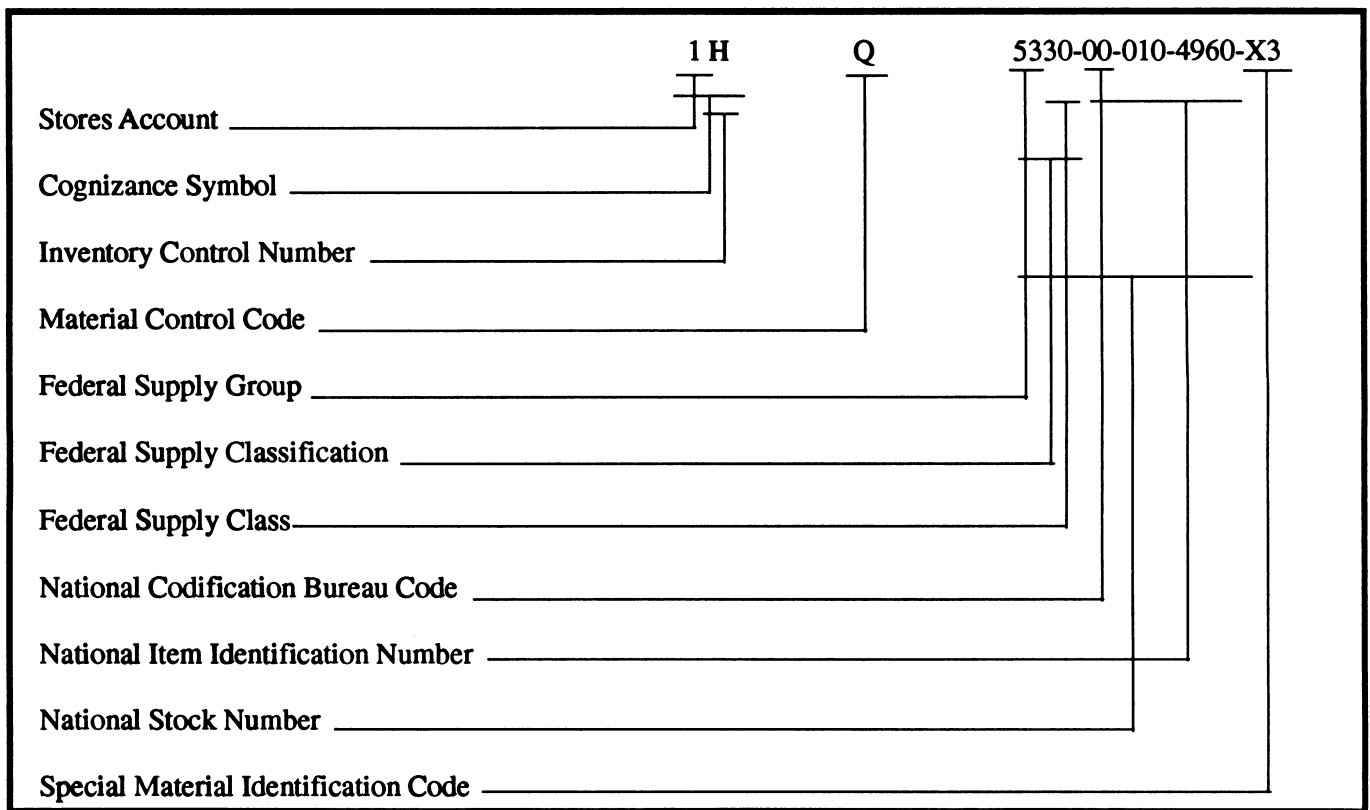 1 H Q 5330-00-010-4960-X3
Stores Account
Cognizance Symbol
Inventory Control Number
Material Control Code
Federal Supply Group
Federal Supply Classification
Federal Supply Class
National Codification Bureau Code
National Item Identification Number
National Stock Number
Special Material Identification Code